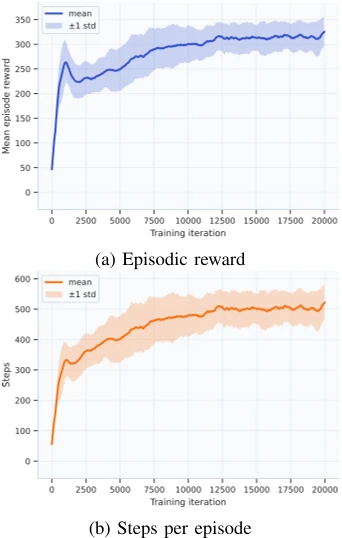 350
300
250
200
150
100
50
0
mean
±1 std
Mean episode reward
0 2500 5000 7500 10000 12500 15000 17500 20000
Training iteration
(a) Episodic reward
600
500
400
300
200
100
0
mean
±1 std
Steps
0 2500 5000 7500 10000 12500 15000 17500 20000
Training iteration
(b) Steps per episode